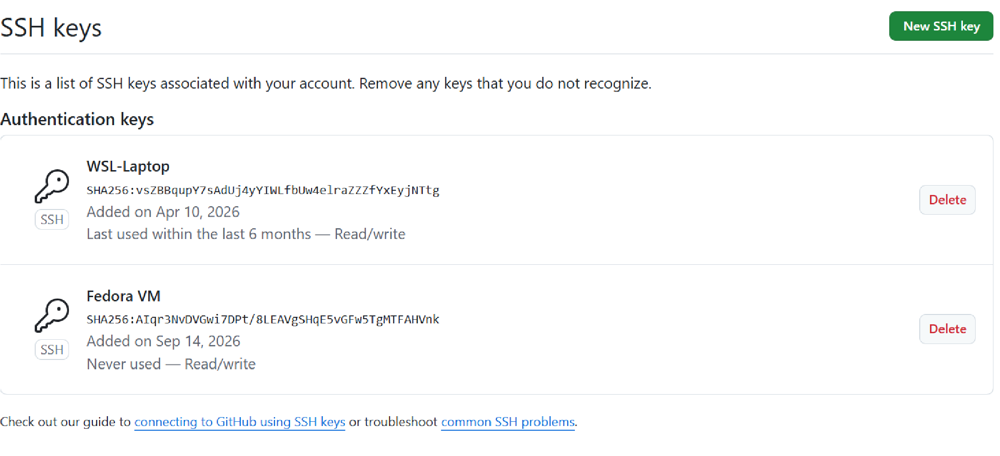 SSH keys
New SSH key
This is a list of SSH keys associated with your account. Remove any keys that you do not recognize.
Authentication keys
WSL-Laptop
SHA256:vsZBBqupY7sAdUj4yYIWLfbUw4elraZZZfYxEyjNTtg
Added on Apr 10, 2026
Last used within the last 6 months — Read/write
SSH
Delete
Fedora VM
SHA256:AIqr3NvDVGwi7DPt/8LEAVgSHqE5vGFw5TgMTFAHVnk
Added on Sep 14, 2026
Never used — Read/write
SSH
Delete
Check out our guide to connecting to GitHub using SSH keys or troubleshoot common SSH problems.